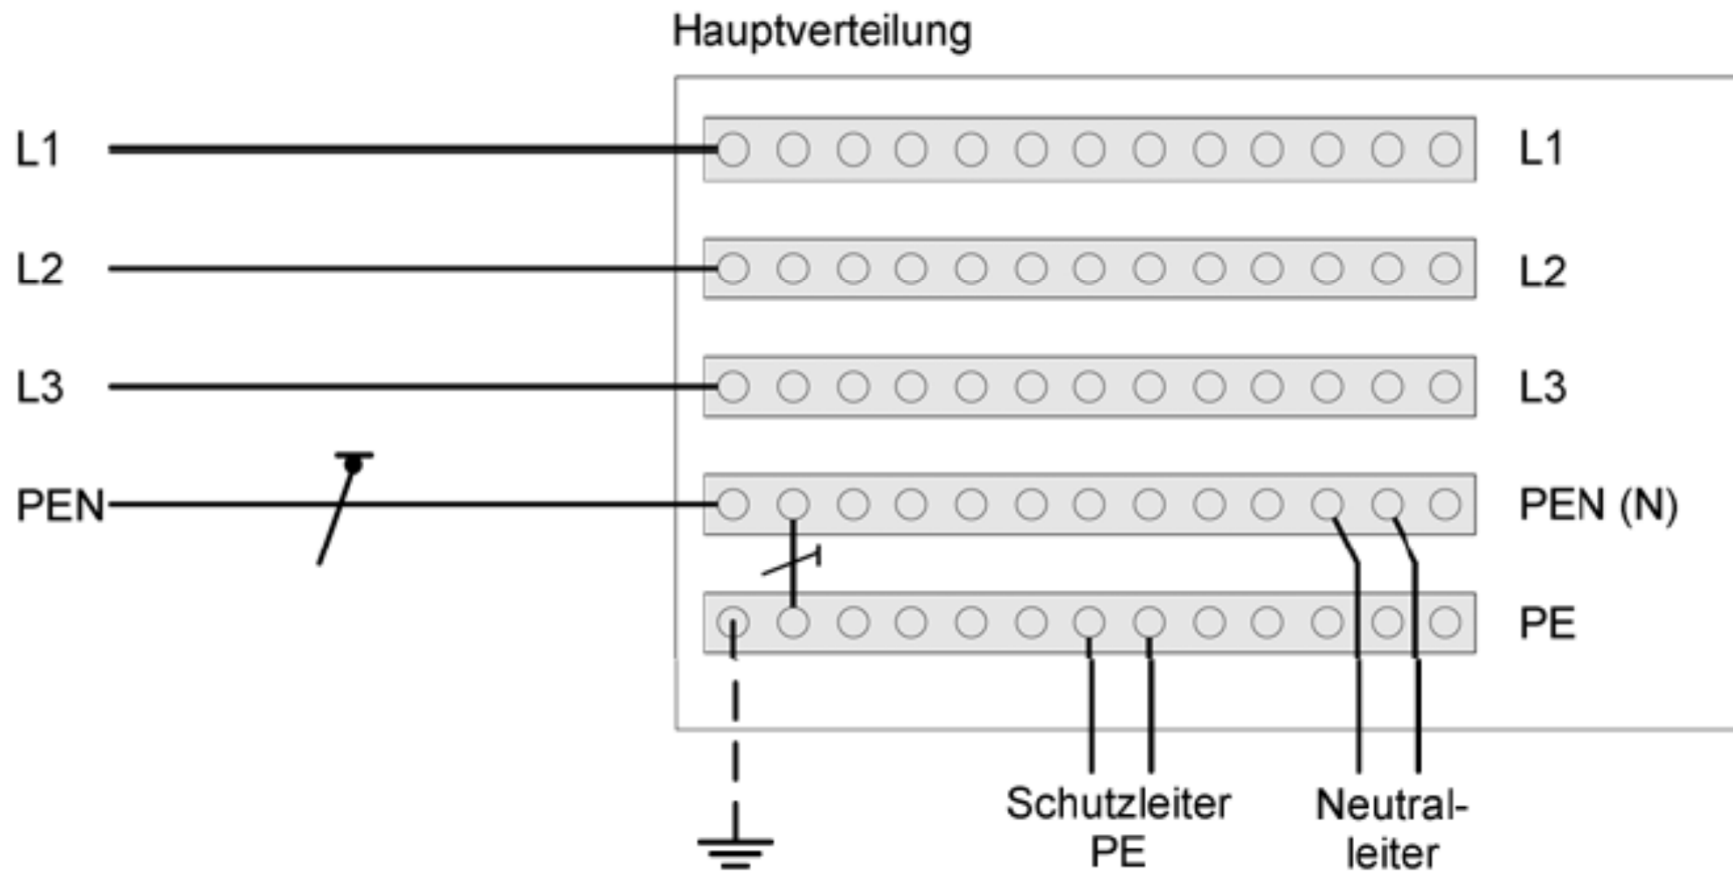 Hauptverteilung
L1
L1
L2
L2
L3
L3
PEN
PEN (N)
PE
Schutzleiter
PE
Neutral-
leiter